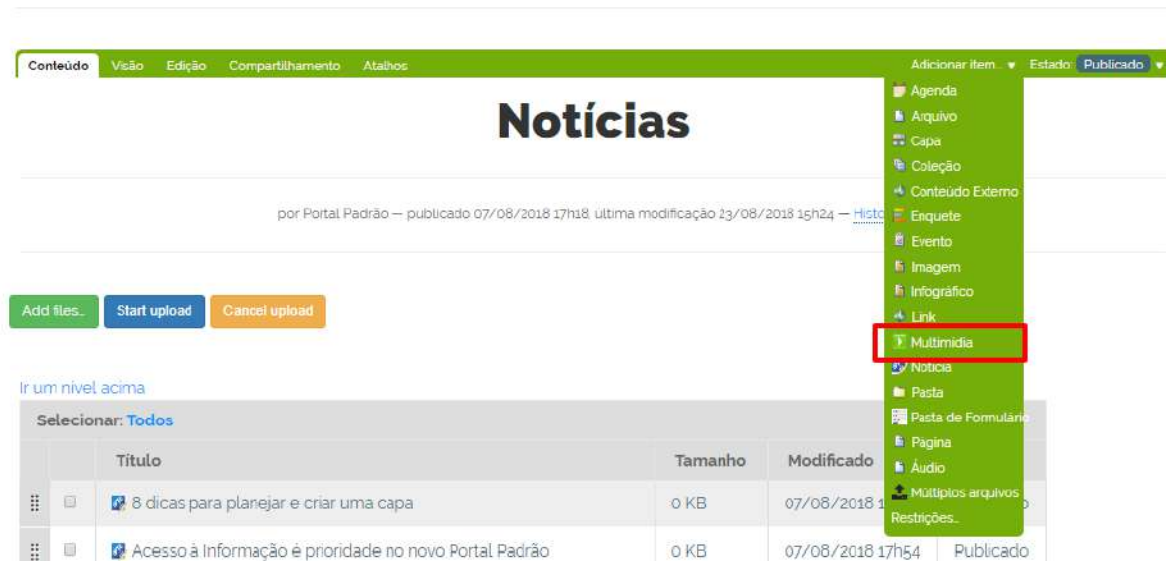 Conteúdo Visão Edição Compartilhamento Atalhos Adicionar item… Estado: Publicado
Agenda
Notícias
Arquivo
Capa
Coleção
Conteúdo Externo
por Portal Padrão — publicado 07/08/2018 17h18, última modificação 23/08/2018 15h24 —
Enquete
Evento
Imagem
Infográfico
Add files… Start upload Cancel upload
Link
Multimídia
Notícia
Ir um nível acima
Pasta
Selecionar: Todos
Pasta de Formulário
Página
Título Tamanho Modificado
Áudio
Múltiplos arquivos
8 dicas para planejar e criar uma capa 0 KB 07/08/2018
Restrições…
Acesso à Informação é prioridade no novo Portal Padrão 0 KB 07/08/2018 17h54 Publicado